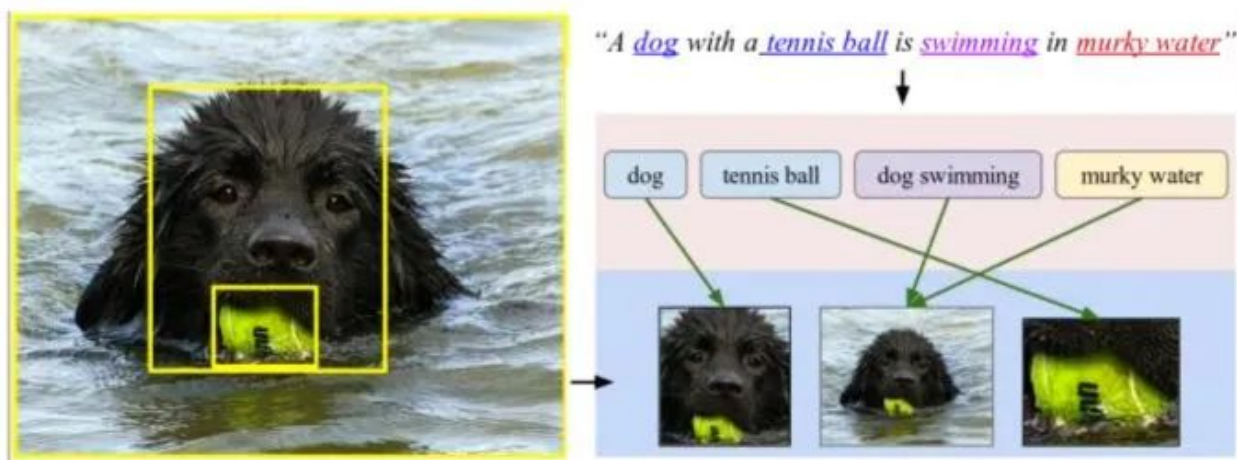 “A dog with a tennis ball is swimming in murky water”
dog
tennis ball
dog swimming
murky water